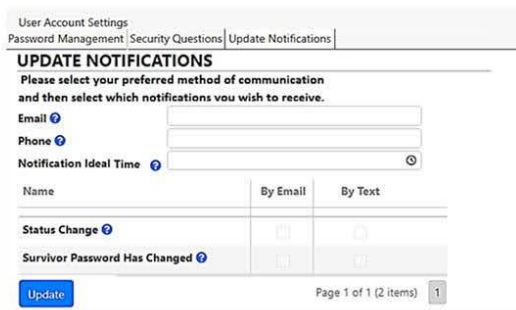 User Account Settings
Password Management Security Questions Update Notifications
UPDATE NOTIFICATIONS
Please select your preferred method of communication
and then select which notifications you wish to receive.
Email ?
Phone ?
Notification Ideal Time ?
Name By Email By Text
Status Change ?
Survivor Password Has Changed ?
Update Page 1 of 1 (2 items) 1